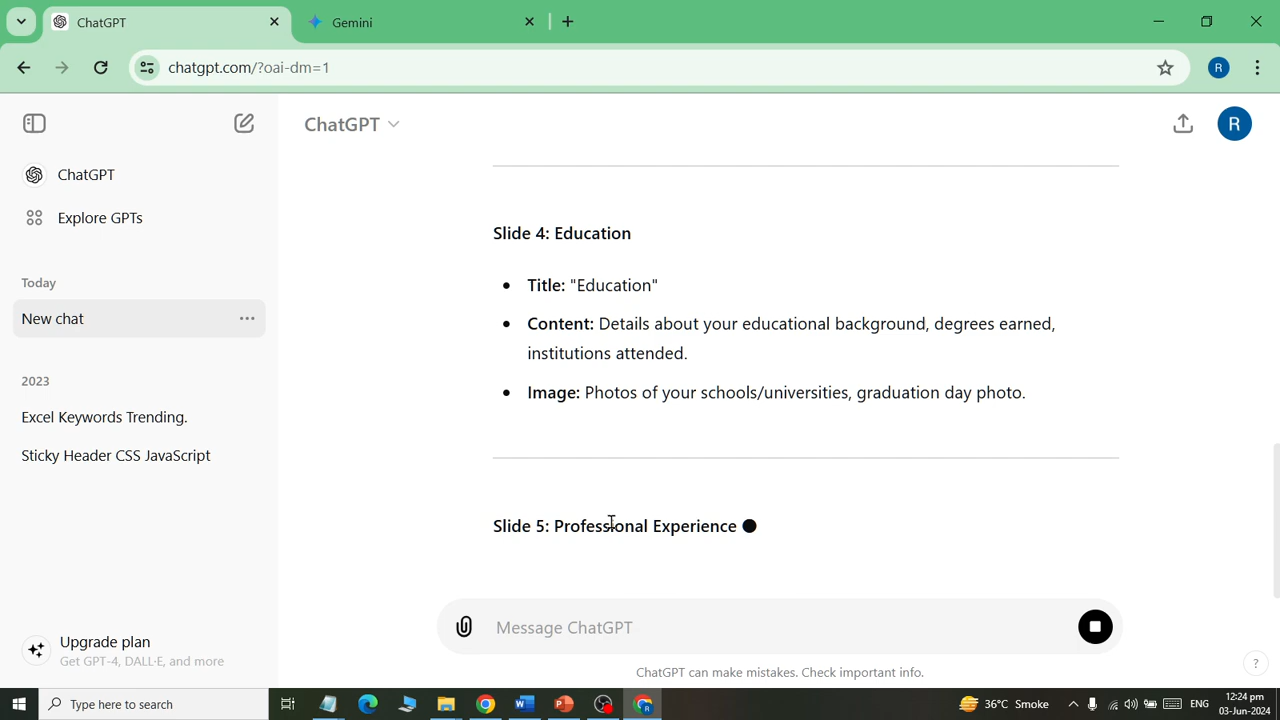 ChatGPT
Gemini
chatgpt.com/?oai-dm=1
R
ChatGPT
R
ChatGPT
Explore GPTs
Today
New chat
2023
Excel Keywords Trending.
Sticky Header CSS JavaScript
Upgrade plan
Get GPT-4, DALL·E, and more
Slide 4: Education
Title: "Education"
Content: Details about your educational background, degrees earned,
institutions attended.
Image: Photos of your schools/universities, graduation day photo.
Slide 5: Professional Experience
Message ChatGPT
ChatGPT can make mistakes. Check important info.
?
Type here to search
36°C Smoke
ENG
12:24 pm
03-Jun-2024